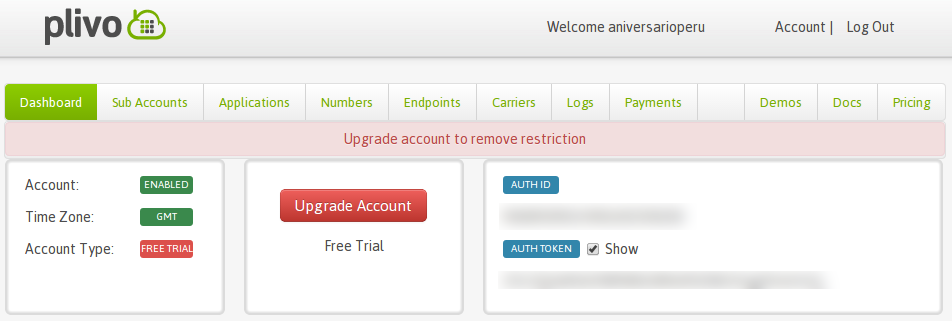 plivo
Welcome aniversarioperu Account | Log Out
Dashboard Sub Accounts Applications Numbers Endpoints Carriers Logs Payments Demos Docs Pricing
Upgrade account to remove restriction
Account: ENABLED
Time Zone: GMT
Account Type: FREE TRIAL
Upgrade Account
Free Trial
AUTH ID
AUTH TOKEN Show